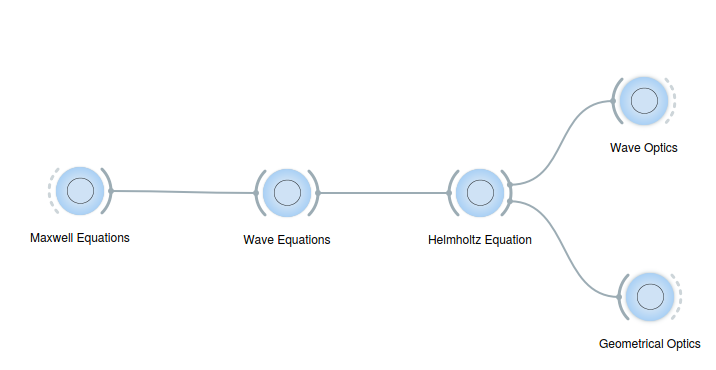 Maxwell Equations
Wave Equations
Helmholtz Equation
Wave Optics
Geometrical Optics